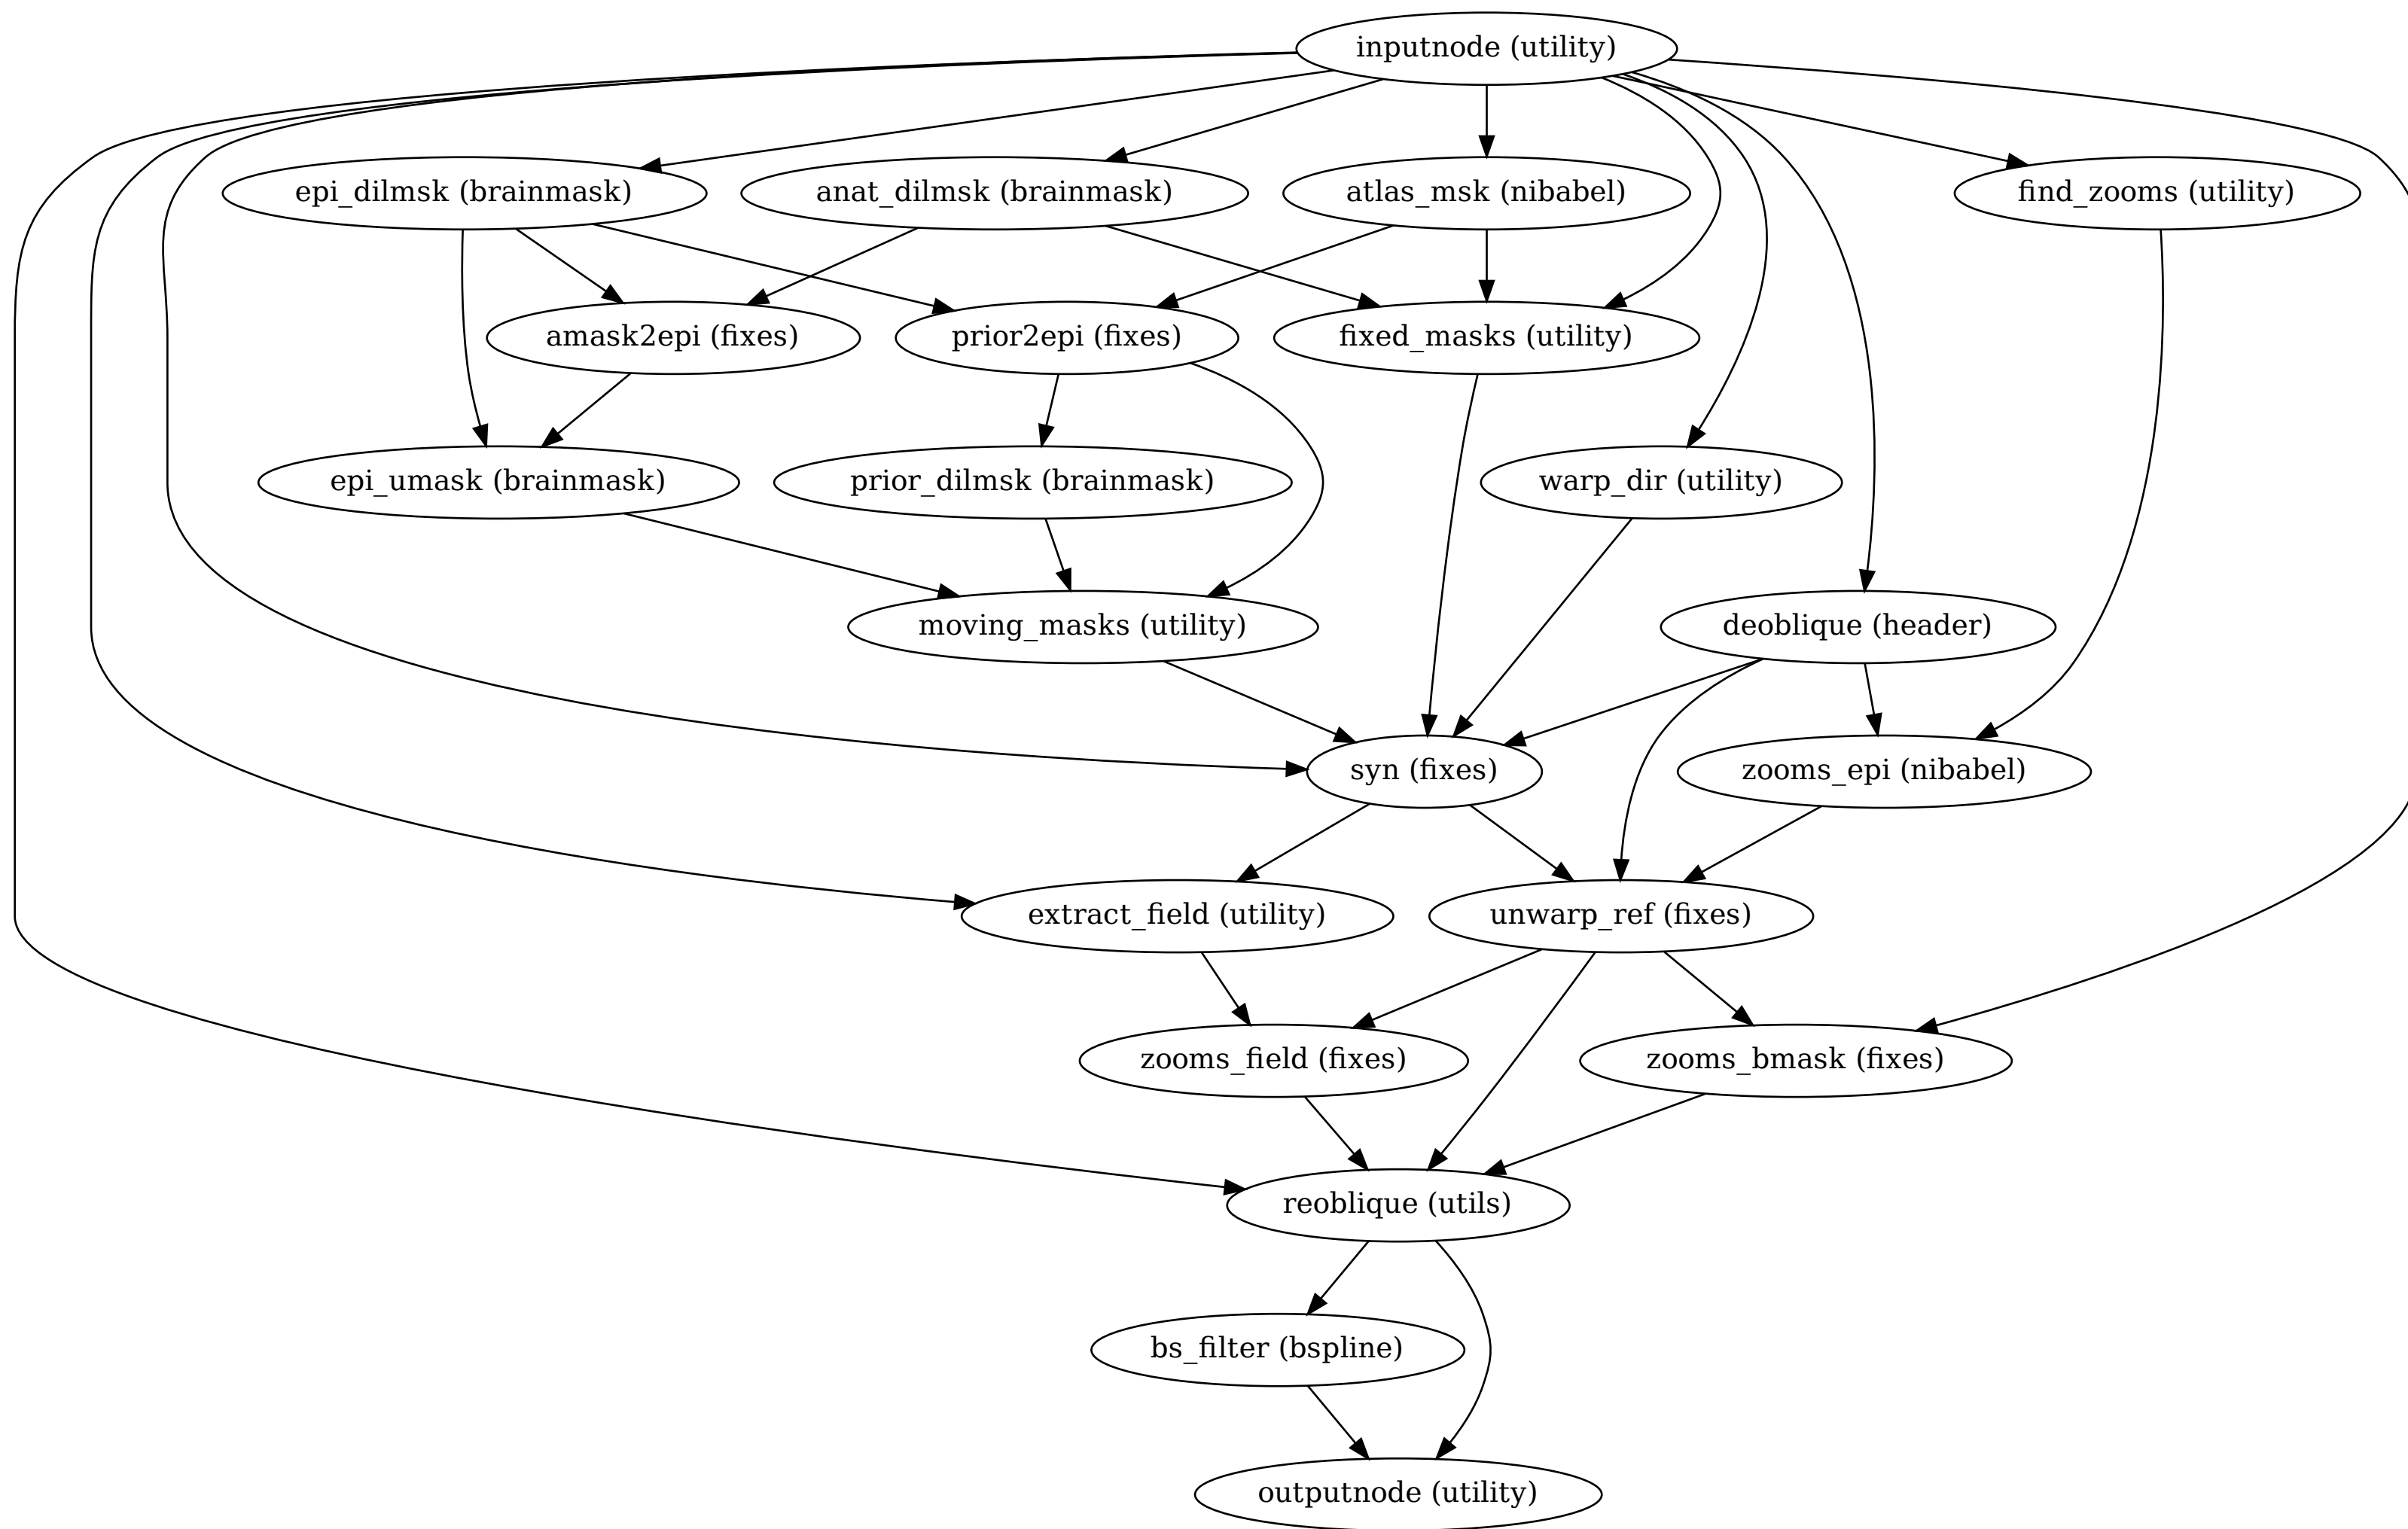 inputnode (utility)
epi_dilmsk (brainmask)
anat_dilmsk (brainmask)
atlas_msk (nibabel)
find_zooms (utility)
amask2epi (fixes)
prior2epi (fixes)
fixed_masks (utility)
epi_umask (brainmask)
prior_dilmsk (brainmask)
warp_dir (utility)
moving_masks (utility)
deoblique (header)
syn (fixes)
zooms_epi (nibabel)
extract_field (utility)
unwarp_ref (fixes)
zooms_field (fixes)
zooms_bmask (fixes)
reoblique (utils)
bs_filter (bspline)
outputnode (utility)